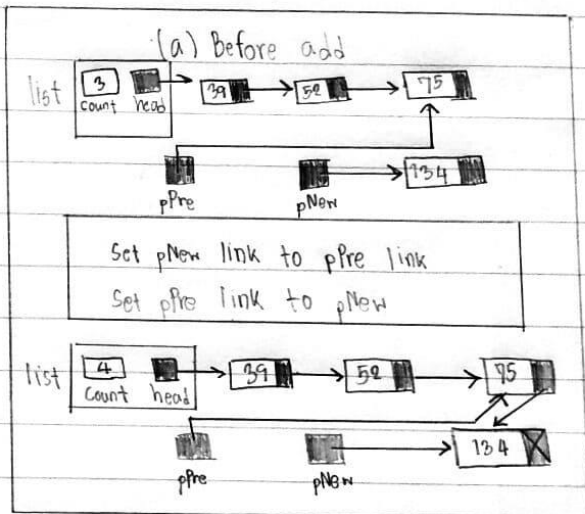 (a) Before add
list 3 39 52 75
count head
134
pPre pNew
Set pNew link to pPre link
Set pPre link to pNew
list 4 39 52 75
count head
134
pPre pNew